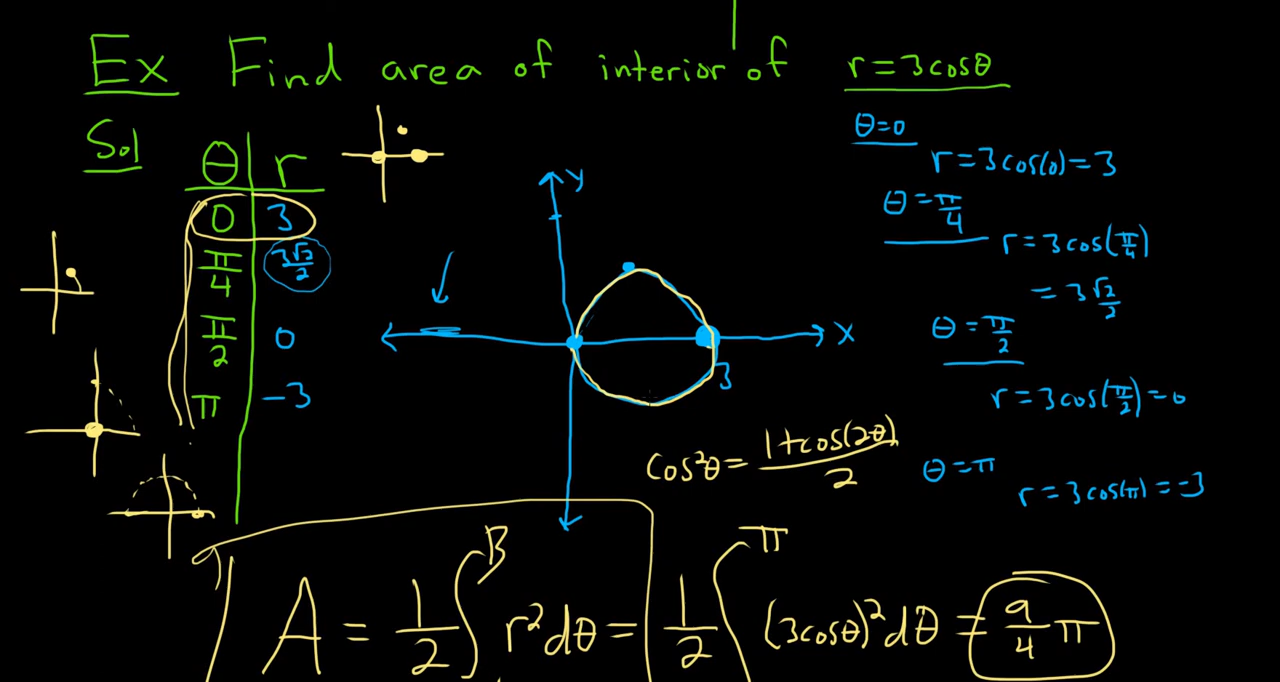 Ex Find area of interior of r = 3cosθ
Sol
θ r
0 3
π/4 3√2/2
π/2 0
π -3
y
x
3
θ=0
r = 3cos(0) = 3
θ = π/4
r = 3cos(π/4)
= 3√2/2
θ = π/2
r = 3cos(π/2) = 0
θ = π
r = 3cos(π) = -3
cos²θ = (1+cos(2θ))/2
A = 1/2 ∫ B r² dθ = 1/2 ∫ π (3cosθ)² dθ = 9/4 π